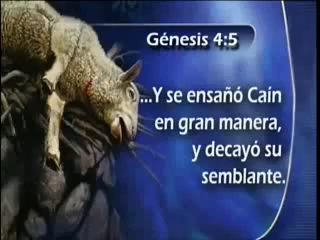 Génesis 4:5
...Y se ensañó Caín
en gran manera,
y decayó su
semblante.